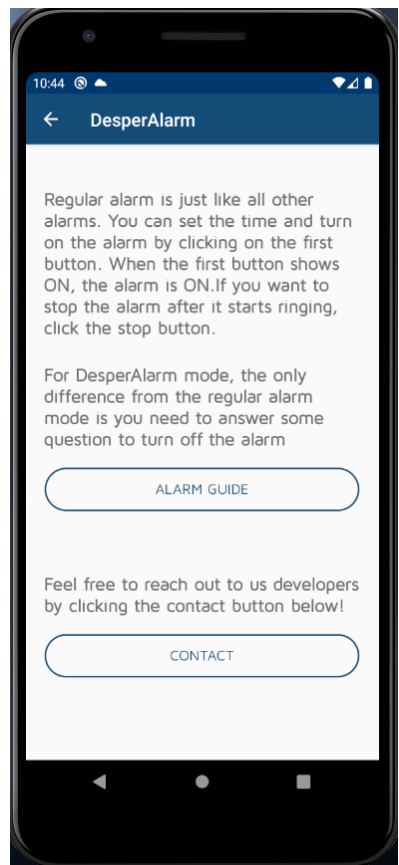 10:44
DesperAlarm
Regular alarm is just like all other
alarms. You can set the time and turn
on the alarm by clicking on the first
button. When the first button shows
ON, the alarm is ON.If you want to
stop the alarm after it starts ringing,
click the stop button.
For DesperAlarm mode, the only
difference from the regular alarm
mode is you need to answer some
question to turn off the alarm
ALARM GUIDE
Feel free to reach out to us developers
by clicking the contact button below!
CONTACT